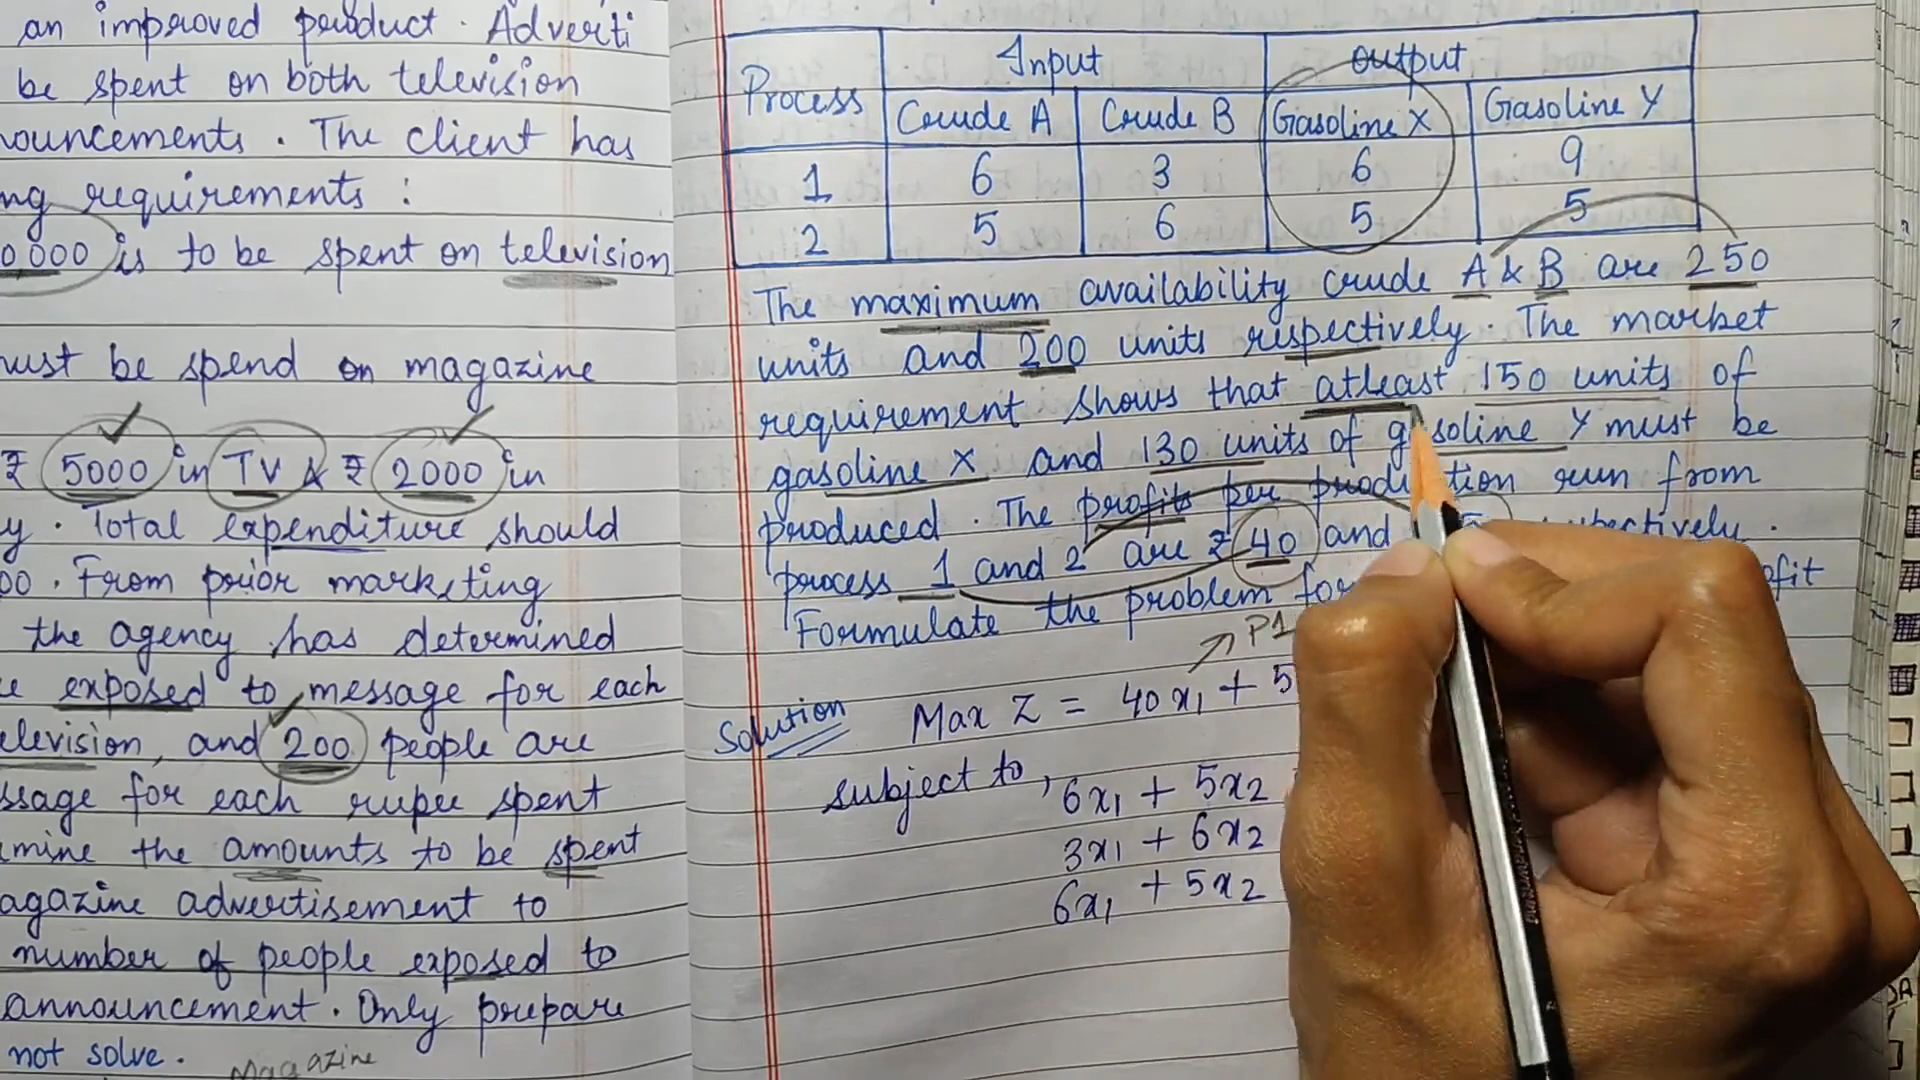 an improved product. Adverti
be spent on both television
nouncements. The client has
ng requirements:
0000 is to be spent on television
must be spend on magazine
₹ 5000 in TV & ₹ 2000 in
y. Total expenditure should
00. From prior marketing
the agency has determined
exposed to message for each
elevision, and 200 people are
ssage for each rupee spent
mine the amounts to be spent
agazine advertisement to
number of people exposed to
announcement. Only prepare
not solve.
Magazine
Process Input output
Crude A Crude B Gasoline X Gasoline Y
1 6 3 6 9
2 5 6 5 5
The maximum availability crude A & B are 250
units and 200 units respectively. The market
requirement shows that atleast 150 units of
gasoline X and 130 units of gasoline Y must be
produced. The profits per production run from
process 1 and 2 are ₹ 40 and respectively.
Formulate the problem for
P1
Solution Max Z = 40x1 + 5
subject to, 6x1 + 5x2
3x1 + 6x2
6x1 + 5x2